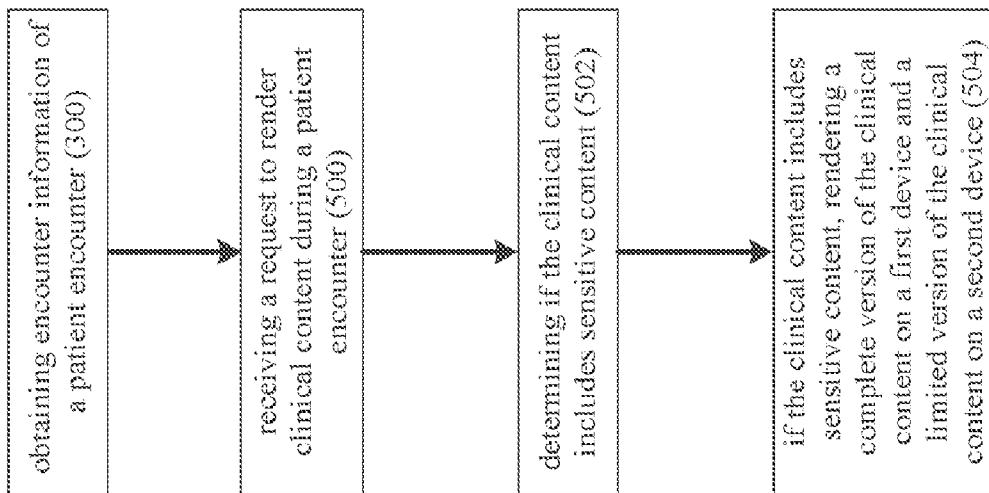 obtaining encounter information of
a patient encounter (300)
receiving a request to render
clinical content during a patient
encounter (500)
determining if the clinical content
includes sensitive content (502)
if the clinical content includes
sensitive content, rendering a
complete version of the clinical
content on a first device and a
limited version of the clinical
content on a second device (504)